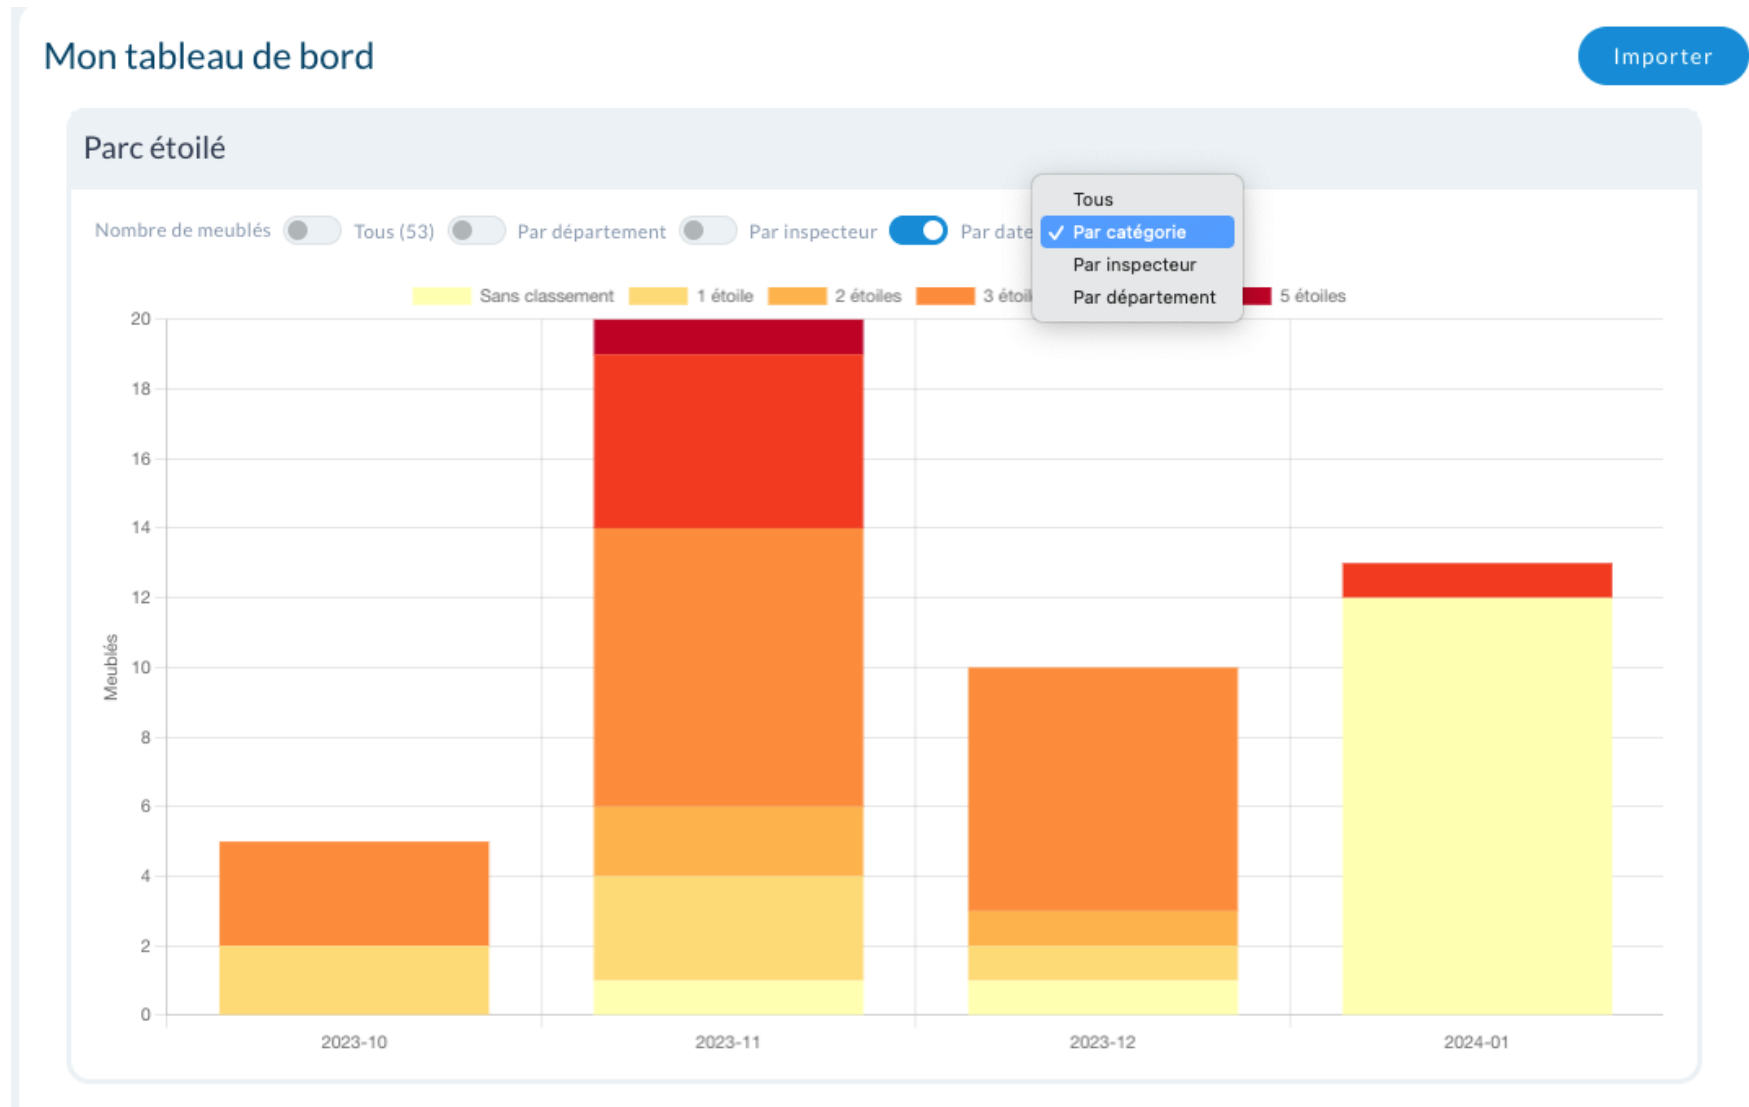 Mon tableau de bord
Importer
Parc étoilé
Nombre de meublés Tous (53) Par département Par inspecteur Par date
Tous
✓ Par catégorie
Par inspecteur
Par département
Sans classement 1 étoile 2 étoiles 3 étoil 5 étoiles
20
18
16
14
12
10
8
6
4
2
0
Meublés
2023-10 2023-11 2023-12 2024-01